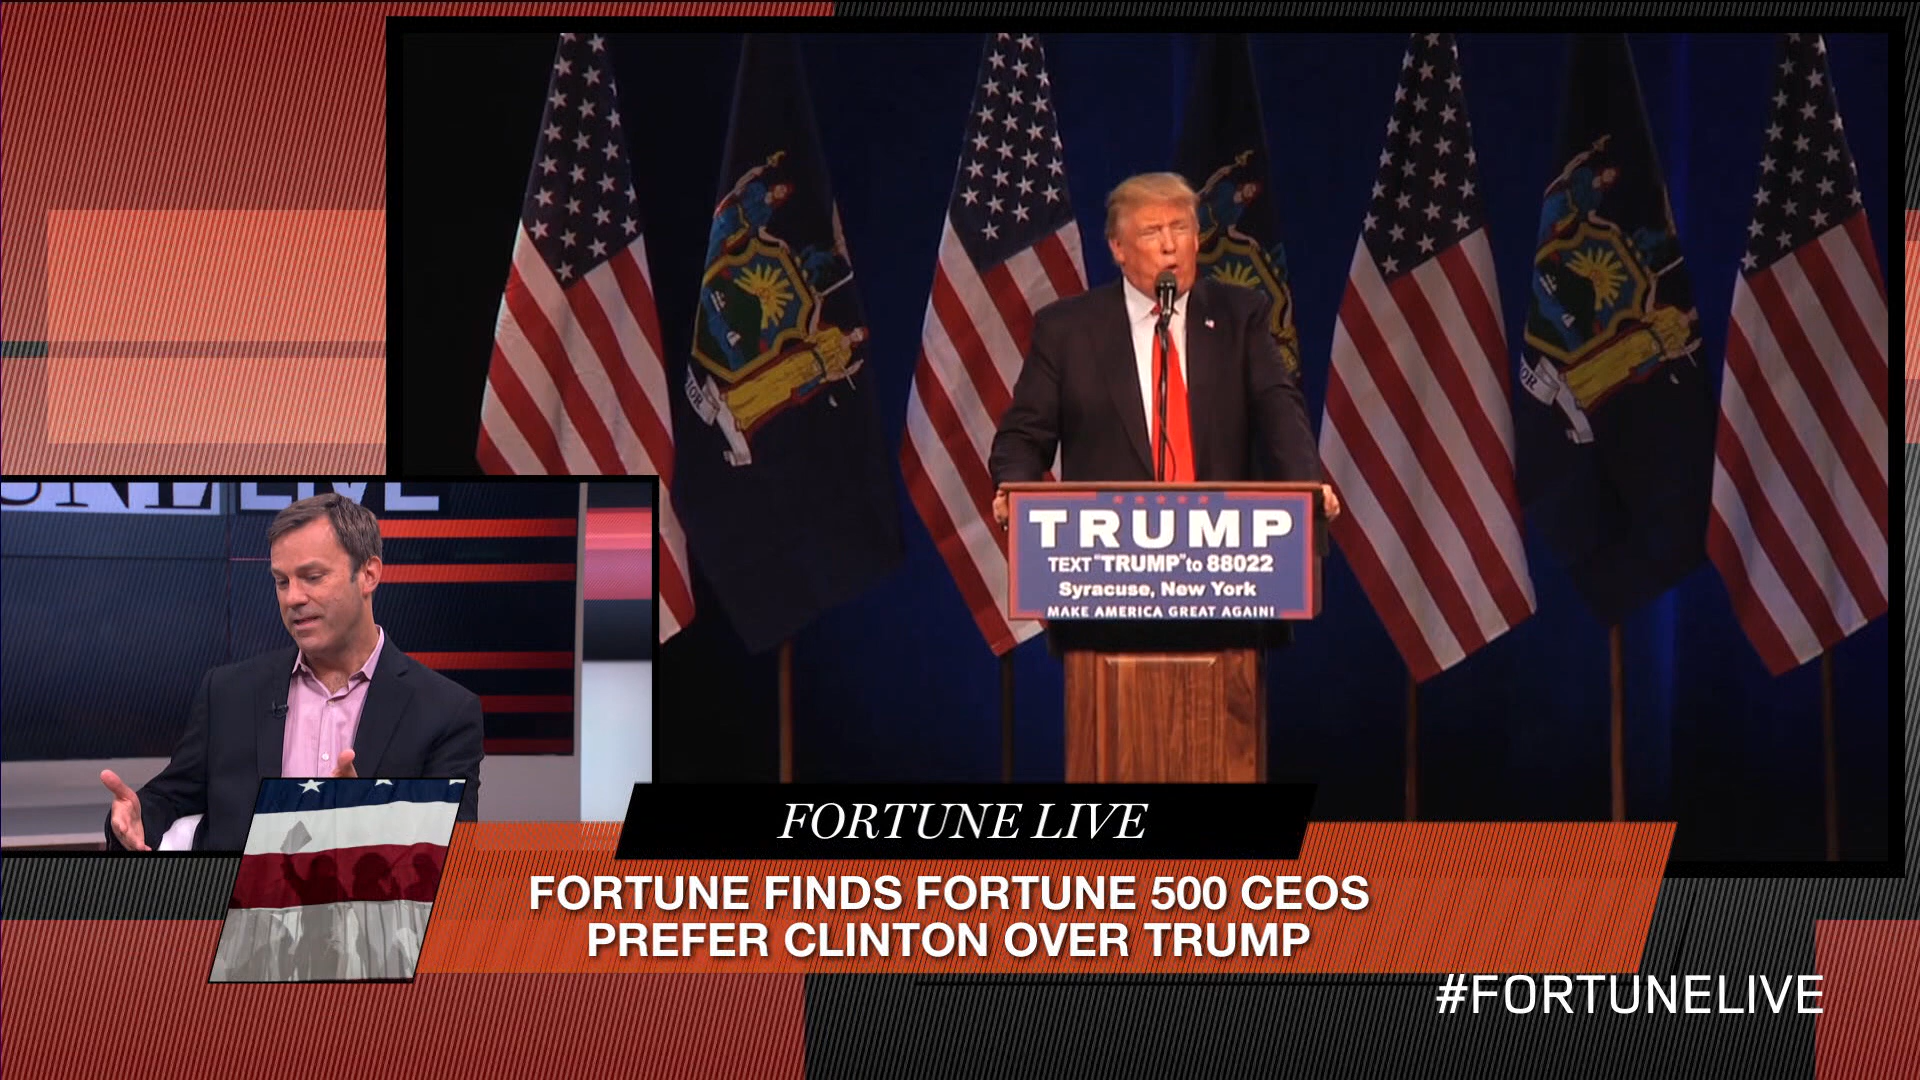 LIVE
TRUMP
TEXT "TRUMP" to 88022
Syracuse, New York
MAKE AMERICA GREAT AGAIN!
FORTUNE LIVE
FORTUNE FINDS FORTUNE 500 CEOS
PREFER CLINTON OVER TRUMP
#FORTUNELIVE